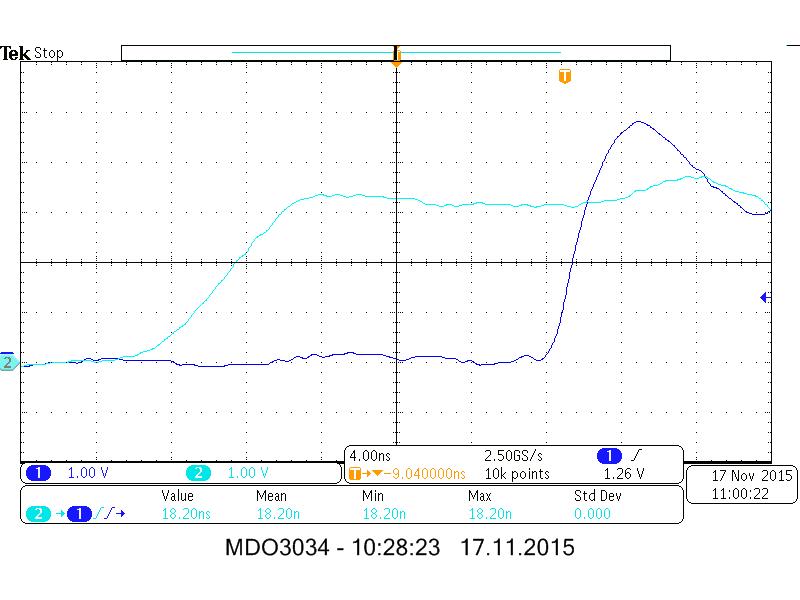 Tek Stop
T
2
1 1.00 V 2 1.00 V
4.00ns 2.50GS/s 1
T→▼−9.040000ns 10k points 1.26 V
17 Nov 2015
11:00:22
Value Mean Min Max Std Dev
2 → 1 18.20ns 18.20n 18.20n 18.20n 0.000
MDO3034 - 10:28:23 17.11.2015